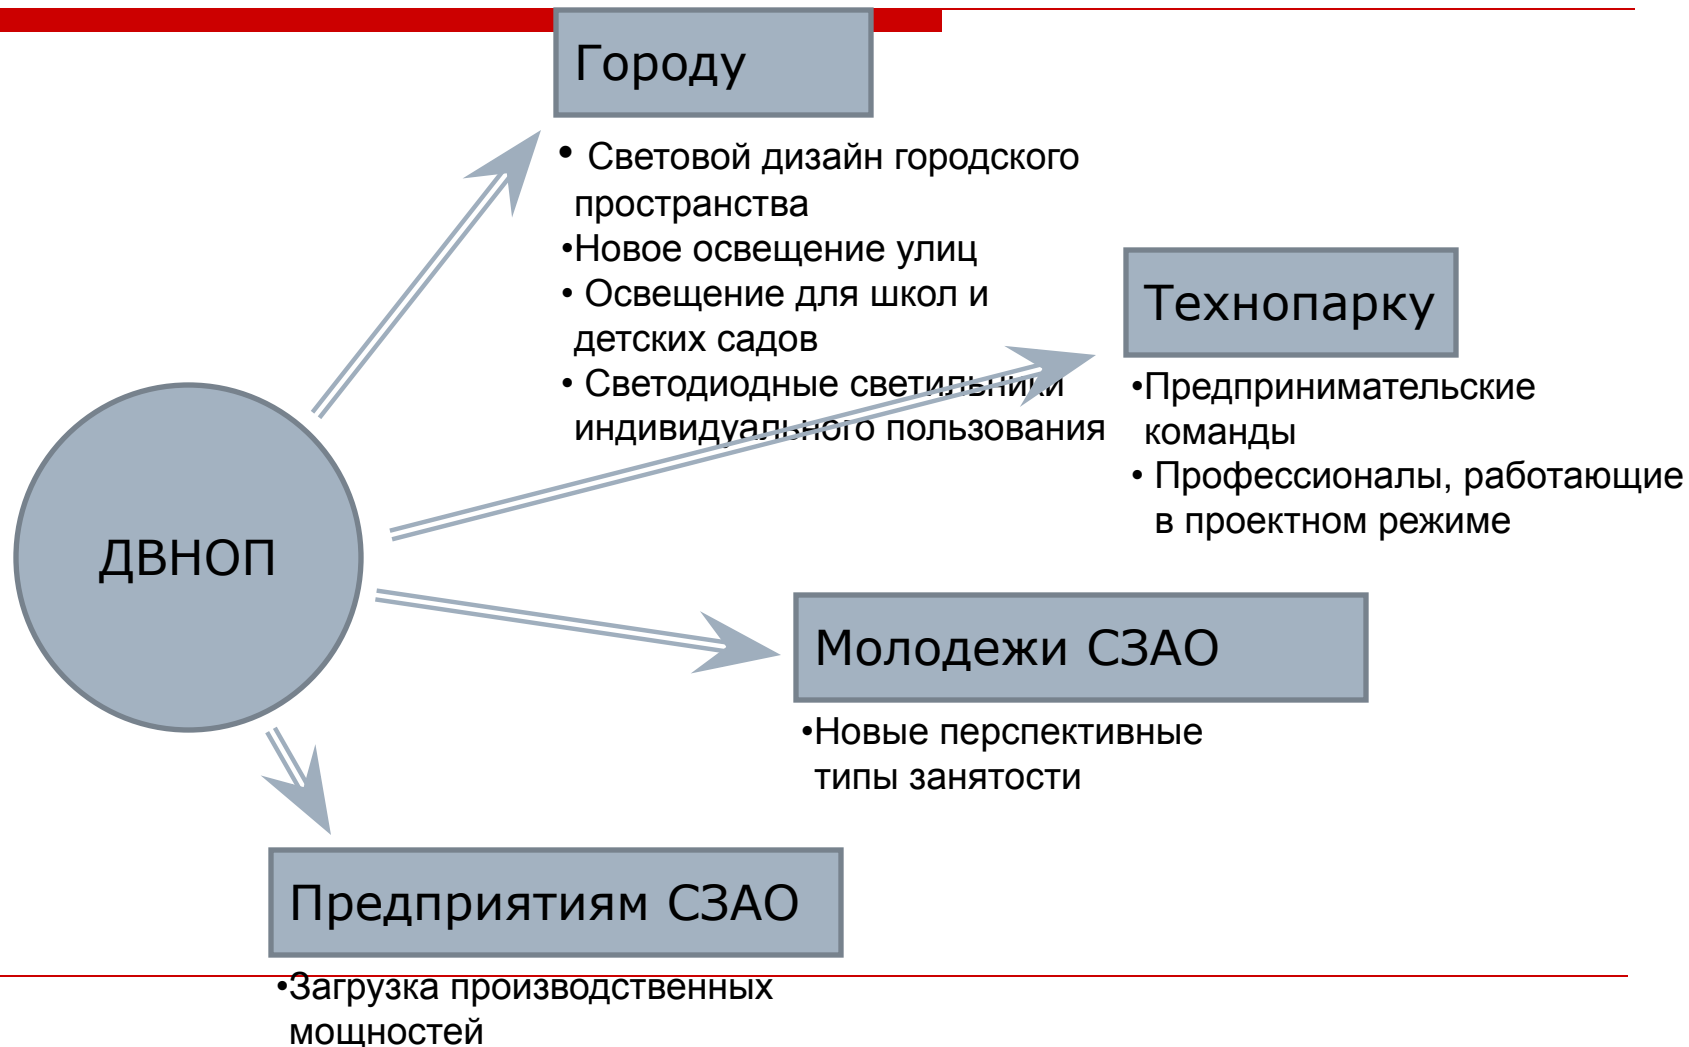 Городу
• Световой дизайн городского
пространства
•Новое освещение улиц
• Освещение для школ и
детских садов
• Светодиодные светильники
индивидуального пользования
Технопарку
•Предпринимательские
команды
• Профессионалы, работающие
в проектном режиме
ДВНОП
Молодежи СЗАО
•Новые перспективные
типы занятости
Предприятиям СЗАО
•Загрузка производственных
мощностей